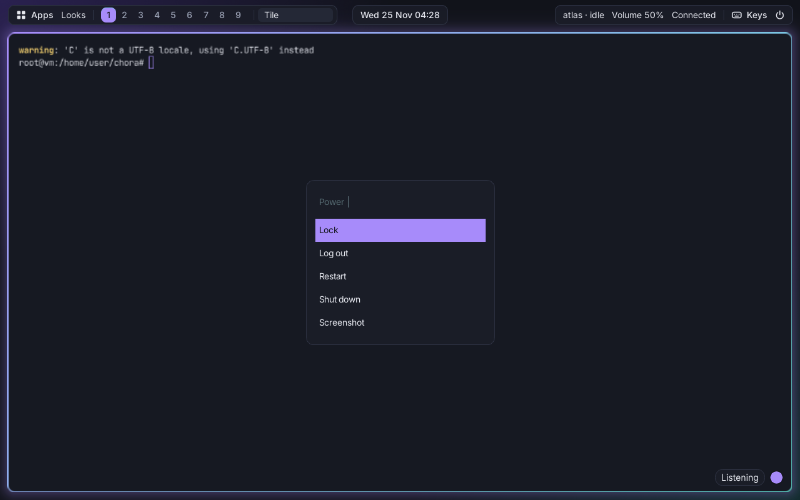 Apps Looks 1 2 3 4 5 6 7 8 9 Tile Wed 25 Nov 04:28 atlas · idle Volume 50% Connected Keys
warning: 'C' is not a UTF-8 locale, using 'C.UTF-8' instead
root@vm:/home/user/chora#
Power
Lock
Log out
Restart
Shut down
Screenshot
Listening